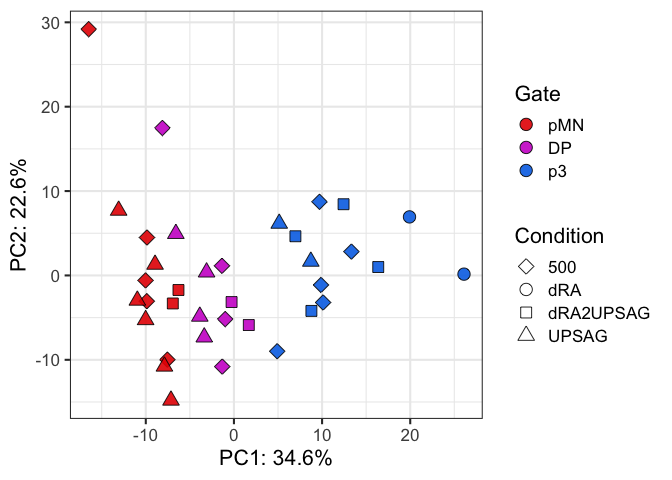 30
20
10
0
-10
-10
0
10
20
PC1: 34.6%
PC2: 22.6%
Gate
pMN
DP
p3
Condition
500
dRA
dRA2UPSAG
UPSAG